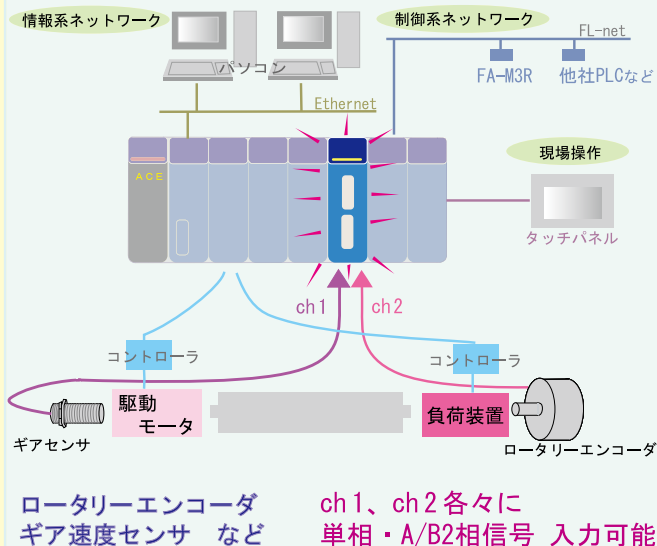 情報系ネットワーク
制御系ネットワーク
FL-net
パソコン
FA-M3R
他社PLCなど
Ethernet
現場操作
ACE
タッチパネル
ch1
ch2
コントローラ
コントローラ
駆動
モータ
負荷装置
ギアセンサ
ロータリーエンコーダ
ロータリーエンコーダ
ギア速度センサ など
ch1、ch2各々に
単相・A/B2相信号 入力可能